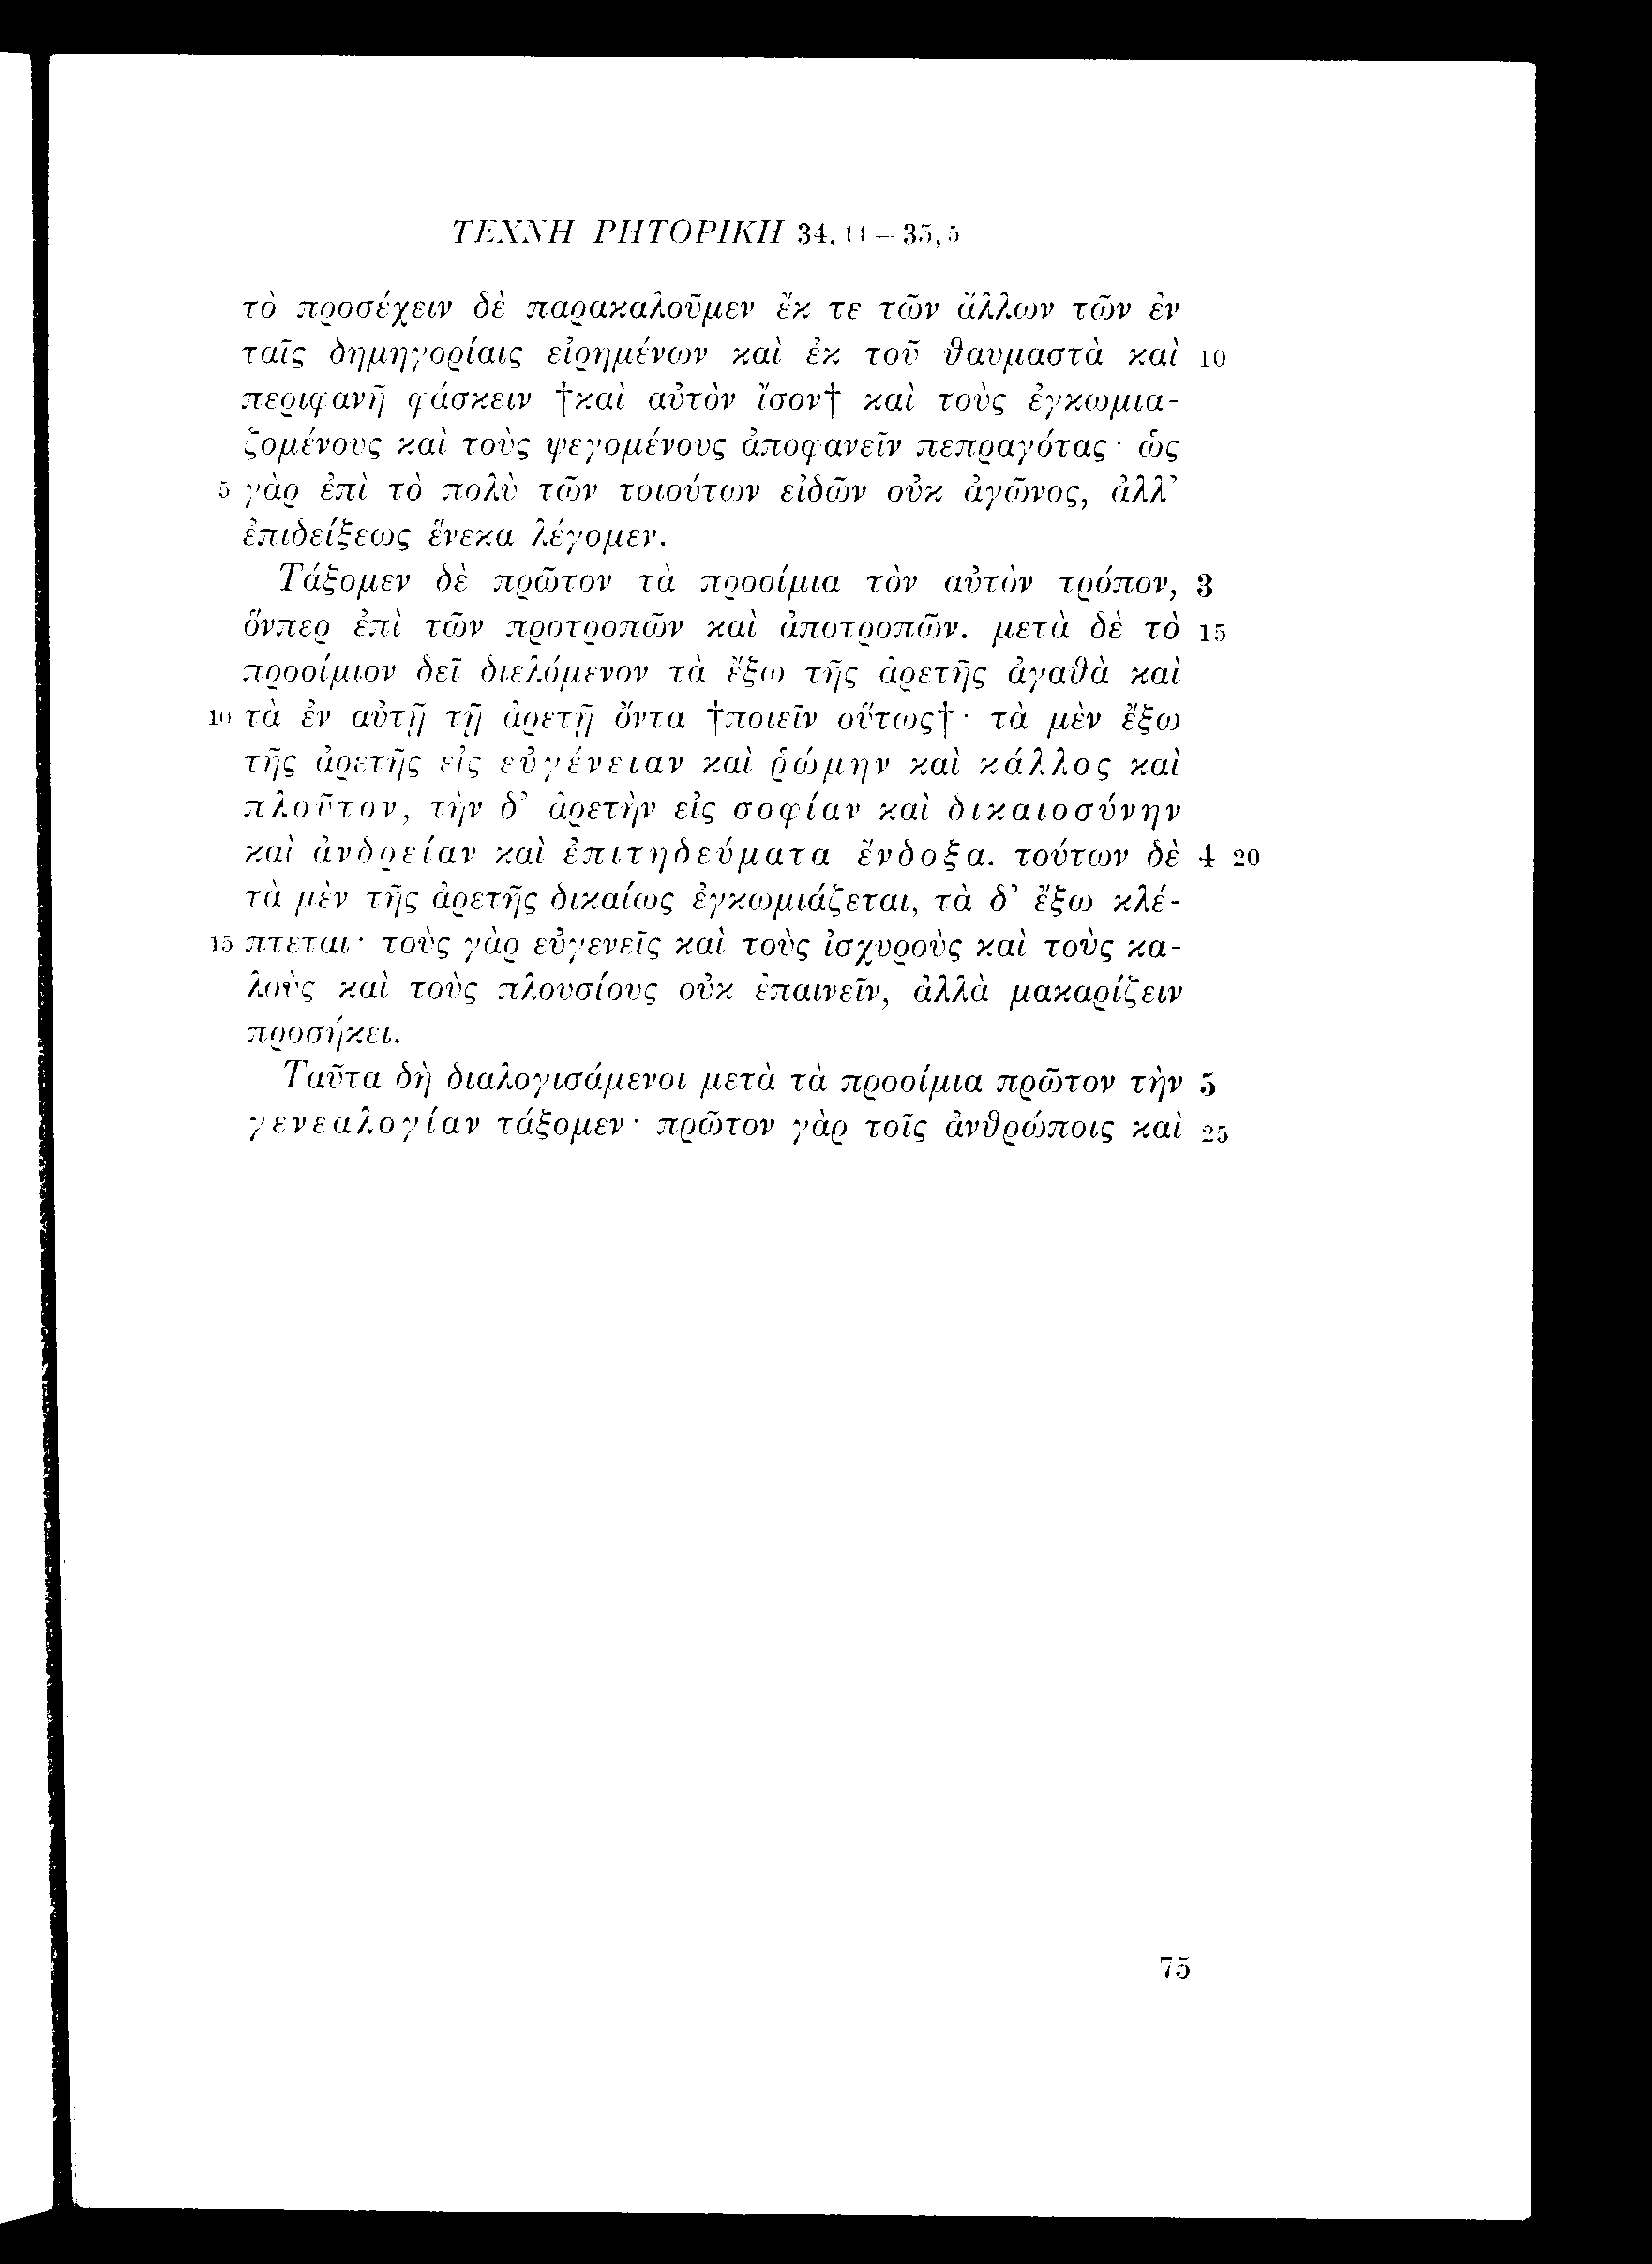 ΤΕΧΝΗ ΡΗΤΟΡΙΚΗ 34, 11 – 35, 5
τὸ προσέχειν δὲ παρακαλοῦμεν ἔκ τε τῶν ἄλλων τῶν ἐν
ταῖς δημηγορίαις εἰρημένων καὶ ἐκ τοῦ θαυμαστὰ καὶ 10
περιφανῆ φάσκειν †καὶ αὐτὸν ἴσον† καὶ τοὺς ἐγκωμια-
ζομένους καὶ τοὺς ψεγομένους ἀποφανεῖν πεπραγότας· ὡς
5 γὰρ ἐπὶ τὸ πολὺ τῶν τοιούτων εἰδῶν οὐκ ἀγῶνος, ἀλλ’
ἐπιδείξεως ἕνεκα λέγομεν.
Τάξομεν δὲ πρῶτον τὰ προοίμια τὸν αὐτὸν τρόπον, 3
ὅνπερ ἐπὶ τῶν προτροπῶν καὶ ἀποτροπῶν. μετὰ δὲ τὸ 15
προοίμιον δεῖ διελόμενον τὰ ἔξω τῆς ἀρετῆς ἀγαθὰ καὶ
10 τὰ ἐν αὐτῇ τῇ ἀρετῇ ὄντα †ποιεῖν οὕτως†· τὰ μὲν ἔξω
τῆς ἀρετῆς εἰς εὐγένειαν καὶ ῥώμην καὶ κάλλος καὶ
πλοῦτον, τὴν δ’ ἀρετὴν εἰς σοφίαν καὶ δικαιοσύνην
καὶ ἀνδρείαν καὶ ἐπιτηδεύματα ἔνδοξα. τούτων δὲ 4 20
τὰ μὲν τῆς ἀρετῆς δικαίως ἐγκωμιάζεται, τὰ δ’ ἔξω κλέ-
15 πτεται· τοὺς γὰρ εὐγενεῖς καὶ τοὺς ἰσχυροὺς καὶ τοὺς κα-
λοὺς καὶ τοὺς πλουσίους οὐκ ἐπαινεῖν, ἀλλὰ μακαρίζειν
προσήκει.
Ταῦτα δὴ διαλογισάμενοι μετὰ τὰ προοίμια πρῶτον τὴν 5
γενεαλογίαν τάξομεν· πρῶτον γὰρ τοῖς ἀνθρώποις καὶ 25
75